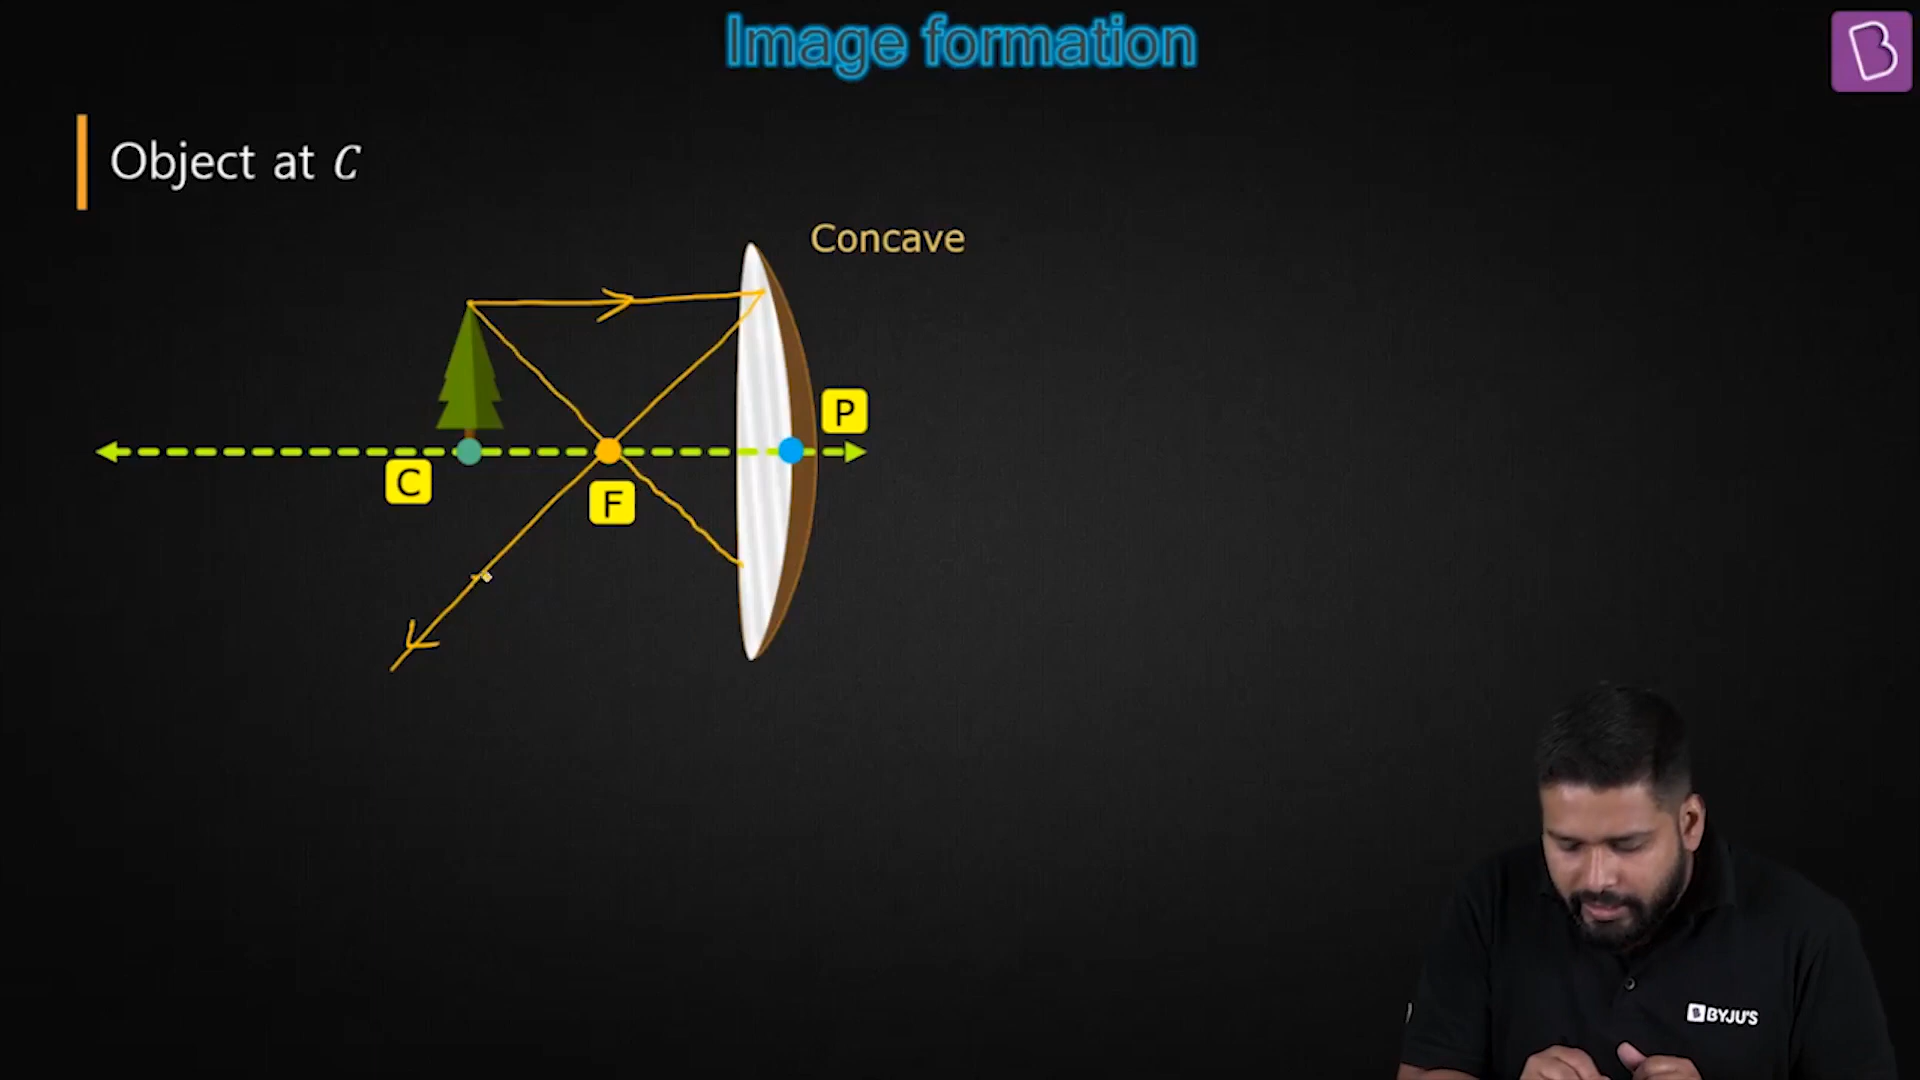 Image formation
Object at C
Concave
P
C
F
BYJU'S